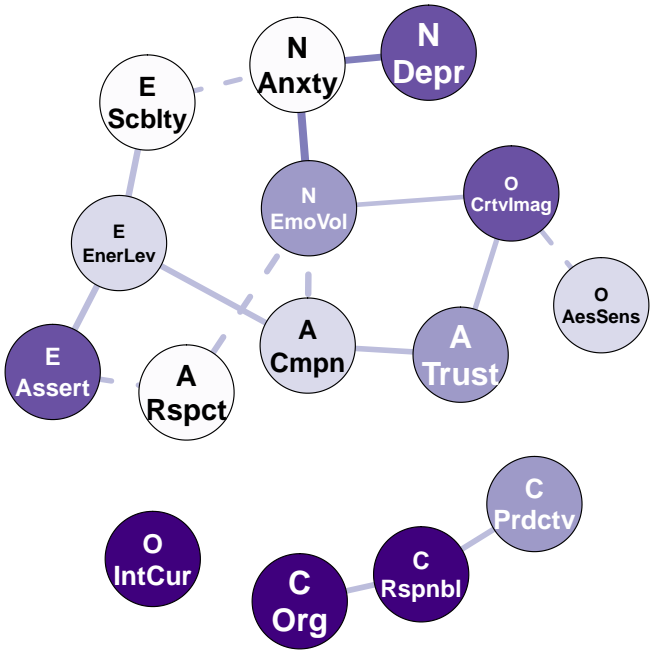 N
Anxty
N
Depr
E
Scblty
N
EmoVol
O
CrtvImag
E
EnerLev
O
AesSens
A
Cmpn
A
Trust
E
Assert
A
Rspct
C
Prdctv
O
IntCur
C
Rspnbl
C
Org